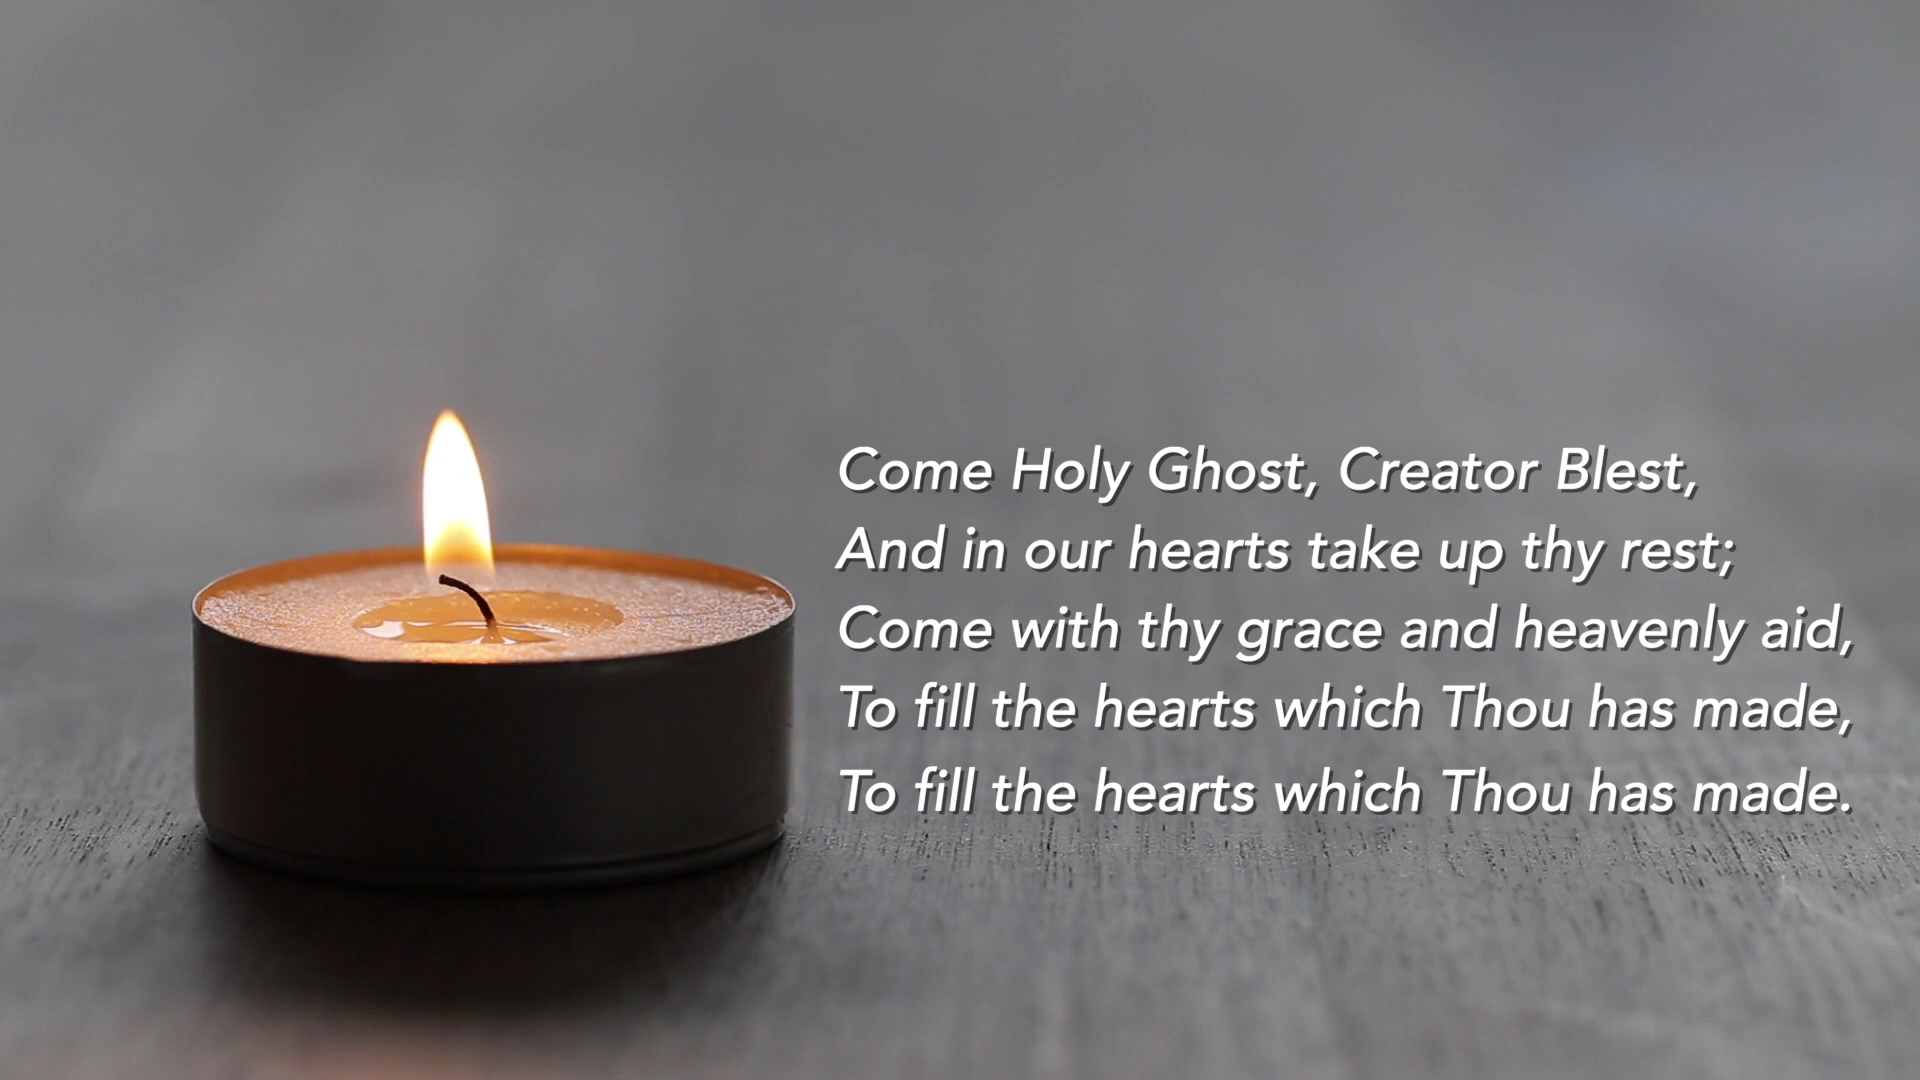 Come Holy Ghost, Creator Blest,
And in our hearts take up thy rest;
Come with thy grace and heavenly aid,
To fill the hearts which Thou has made,
To fill the hearts which Thou has made.